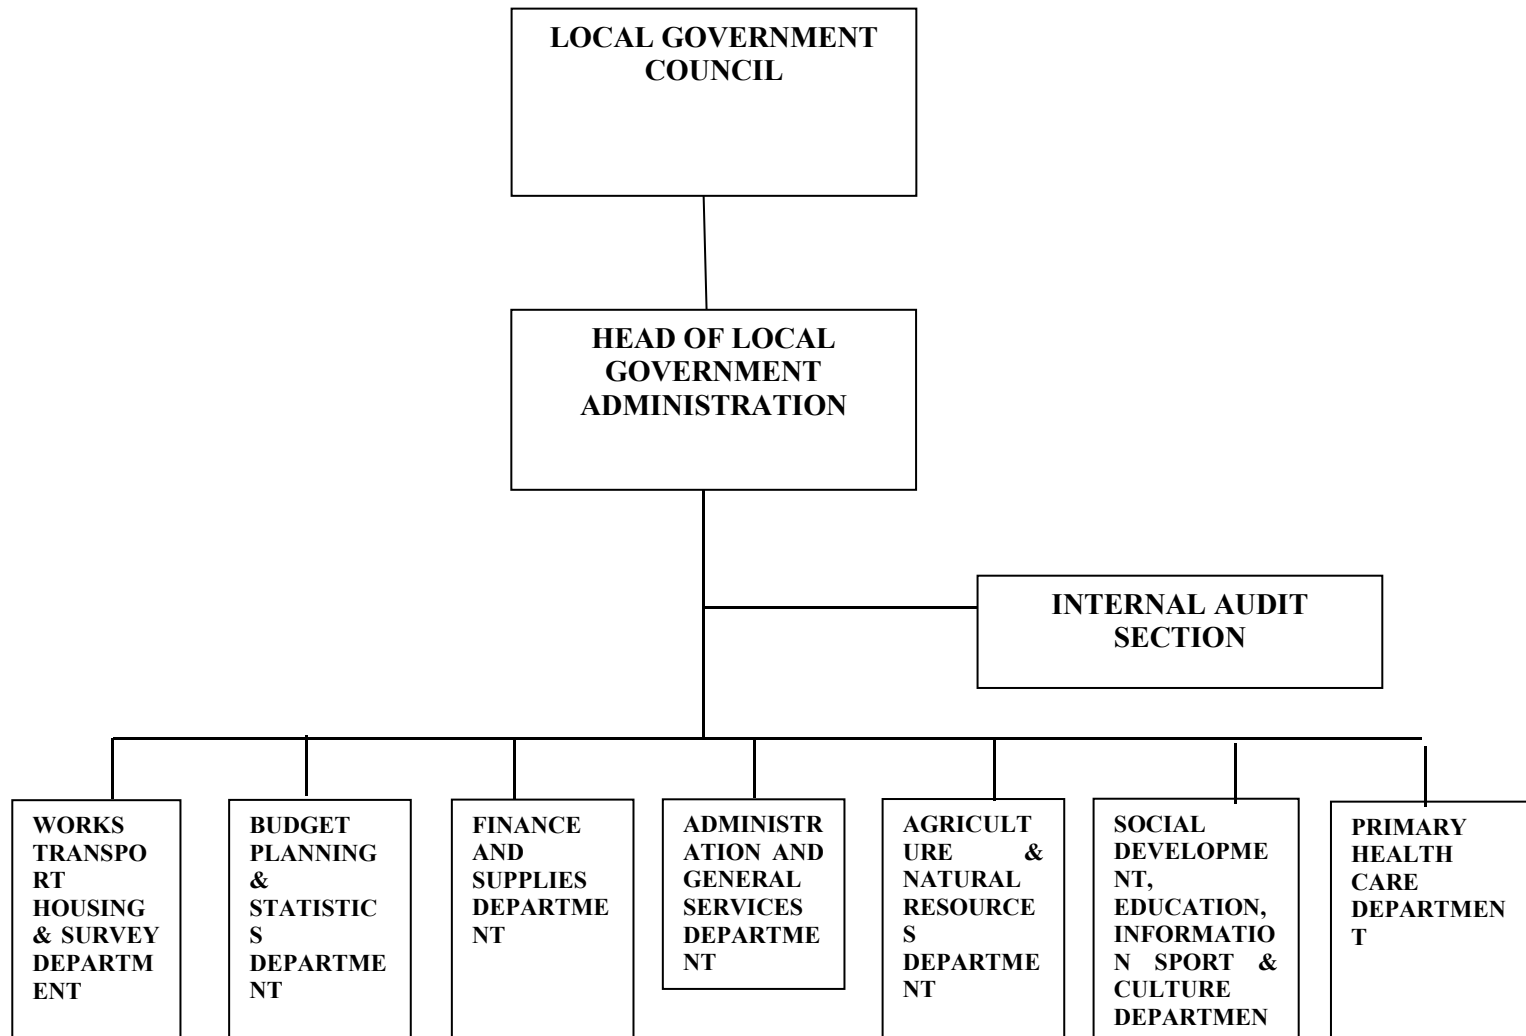 LOCAL GOVERNMENT
COUNCIL
HEAD OF LOCAL
GOVERNMENT
ADMINISTRATION
INTERNAL AUDIT
SECTION
WORKS
TRANSPO
RT
HOUSING
& SURVEY
DEPARTM
ENT
BUDGET
PLANNING
&
STATISTIC
S
DEPARTME
NT
FINANCE
AND
SUPPLIES
DEPARTME
NT
ADMINISTR
ATION AND
GENERAL
SERVICES
DEPARTME
NT
AGRICULT
URE &
NATURAL
RESOURCE
S
DEPARTME
NT
SOCIAL
DEVELOPME
NT,
EDUCATION,
INFORMATIO
N SPORT &
CULTURE
DEPARTMEN
PRIMARY
HEALTH
CARE
DEPARTMEN
T